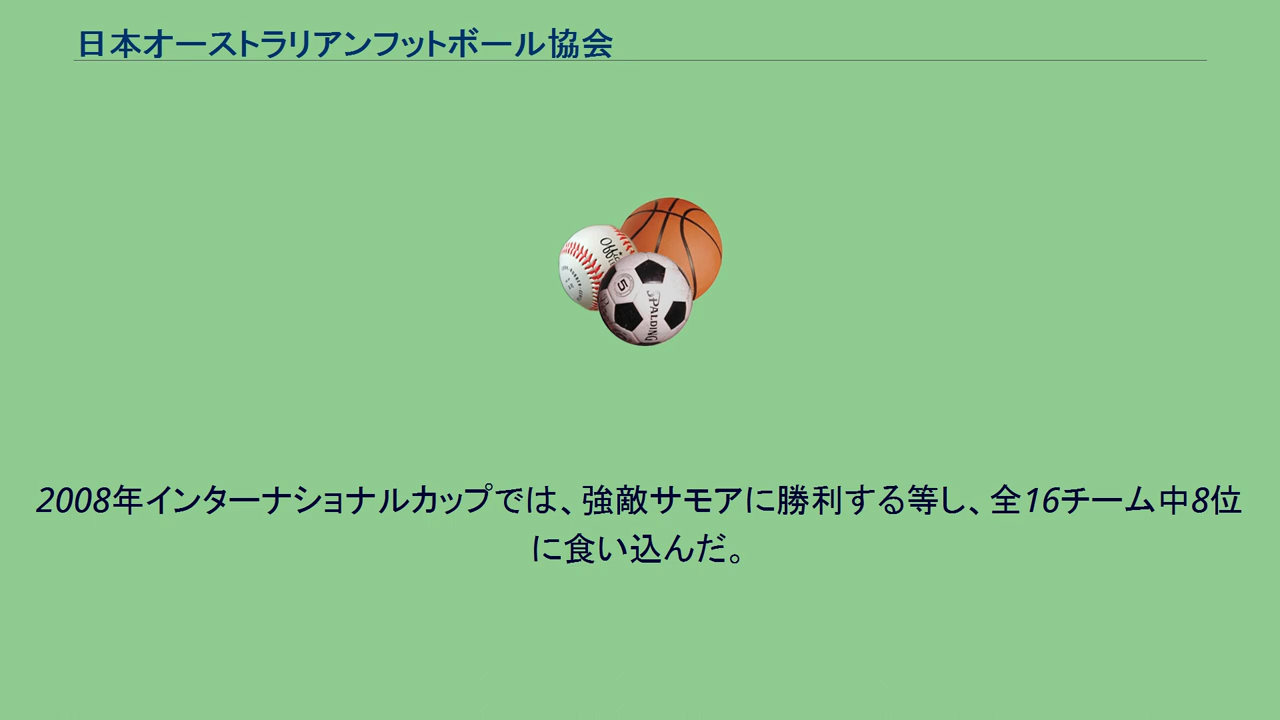 日本オーストラリアンフットボール協会
Offic
5
SPALDING
2008年インターナショナルカップでは、強敵サモアに勝利する等し、全16チーム中8位
に食い込んだ。